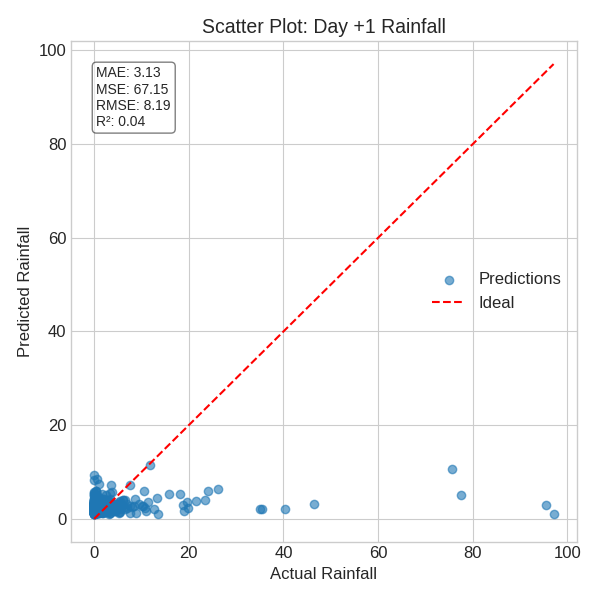 Scatter Plot: Day +1 Rainfall
MAE: 3.13
MSE: 67.15
RMSE: 8.19
R²: 0.04
Predictions
Ideal
Predicted Rainfall
100
80
60
40
20
0
0 20 40 60 80 100
Actual Rainfall